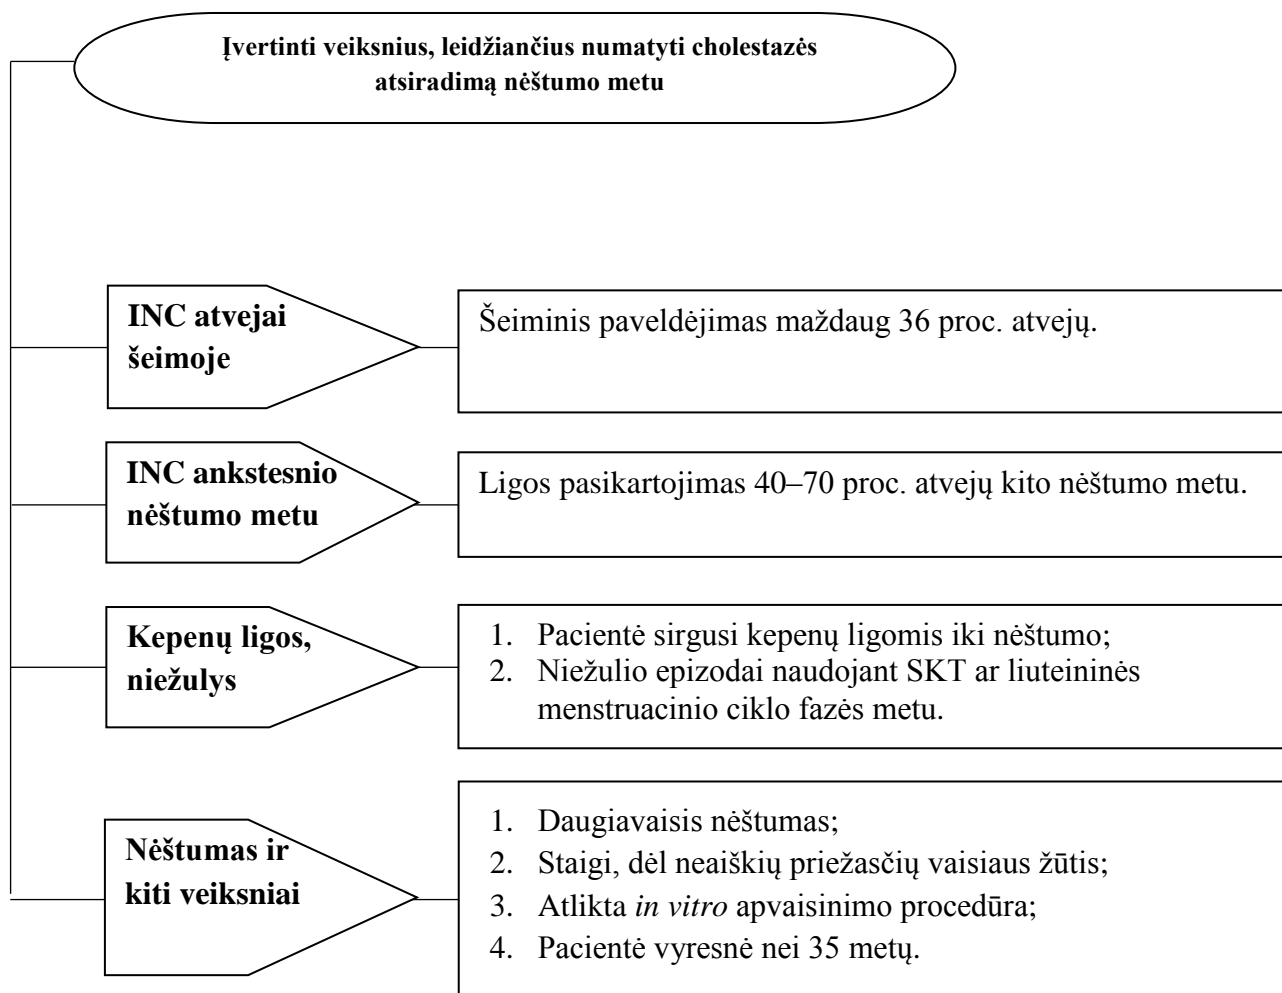 Įvertinti veiksnius, leidžiančius numatyti cholestazės
atsiradimą nėštumo metu
INC atvejai
šeimoje
Šeiminis paveldėjimas maždaug 36 proc. atvejų.
INC ankstesnio
nėštumo metu
Ligos pasikartojimas 40–70 proc. atvejų kito nėštumo metu.
Kepenų ligos,
niežulys
1. Pacientė sirgusi kepenų ligomis iki nėštumo;
2. Niežulio epizodai naudojant SKT ar liuteininės
menstruacinio ciklo fazės metu.
Nėštumas ir
kiti veiksniai
1. Daugiavaisis nėštumas;
2. Staigi, dėl neaiškių priežasčių vaisiaus žūtis;
3. Atlikta in vitro apvaisinimo procedūra;
4. Pacientė vyresnė nei 35 metų.